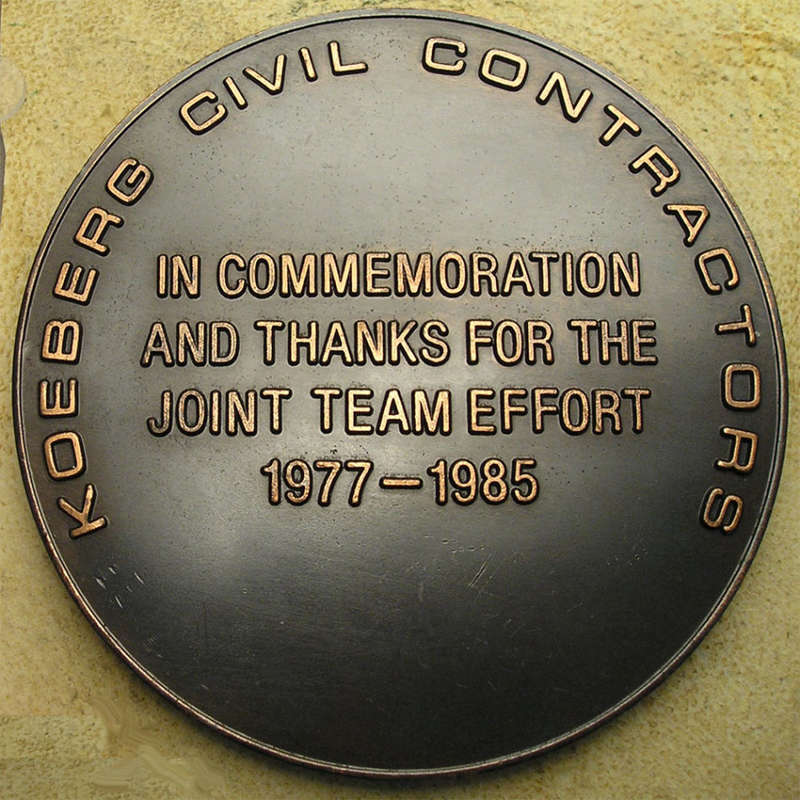 KOEBERG CIVIL CONTRACTORS
IN COMMEMORATION
AND THANKS FOR THE
JOINT TEAM EFFORT
1977-1985